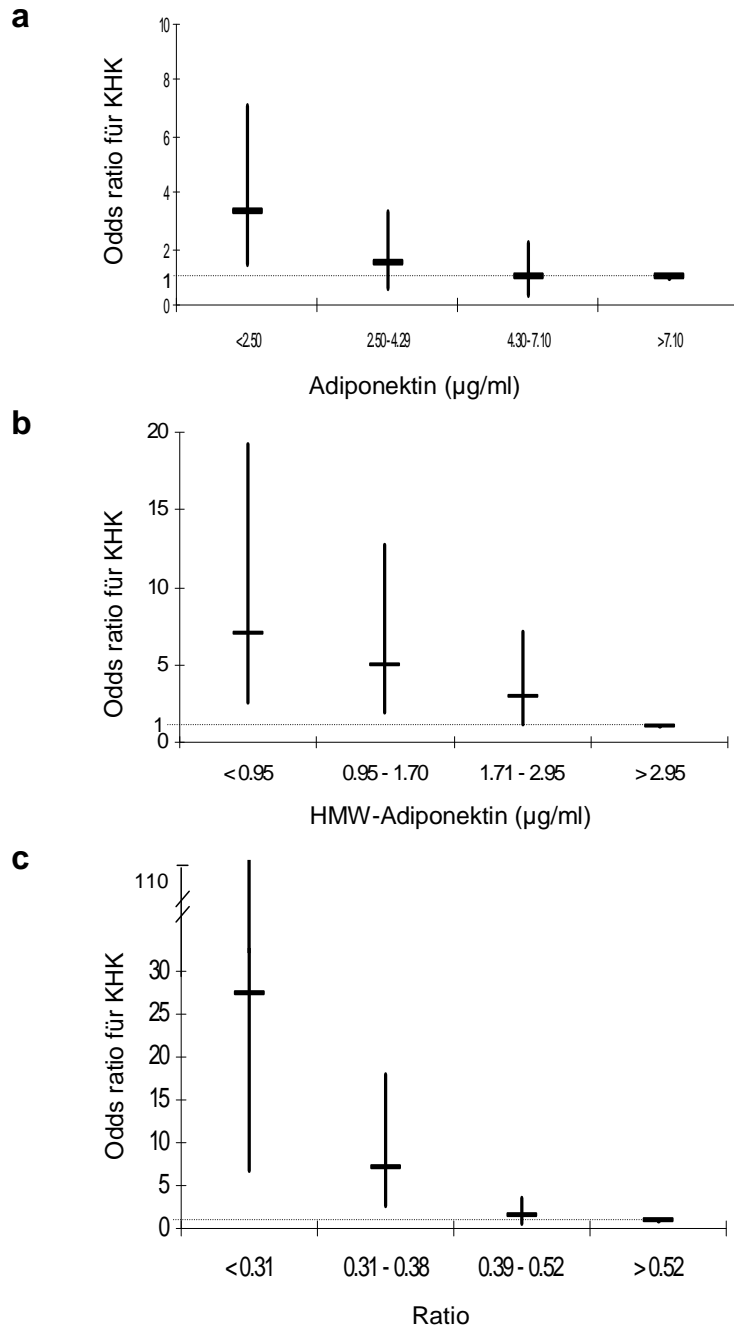 a
Odds ratio für KHK
10
8
6
4
2
1
0
<2.50 2.50-4.29 4.30-7.10 >7.10
Adiponektin (µg/ml)
b
Odds ratio für KHK
20
15
10
5
1
0
<0.95 0.95 - 1.70 1.71 - 2.95 >2.95
HMW-Adiponektin (µg/ml)
c
Odds ratio für KHK
110
30
25
20
15
10
5
0
<0.31 0.31 - 0.38 0.39 - 0.52 >0.52
Ratio